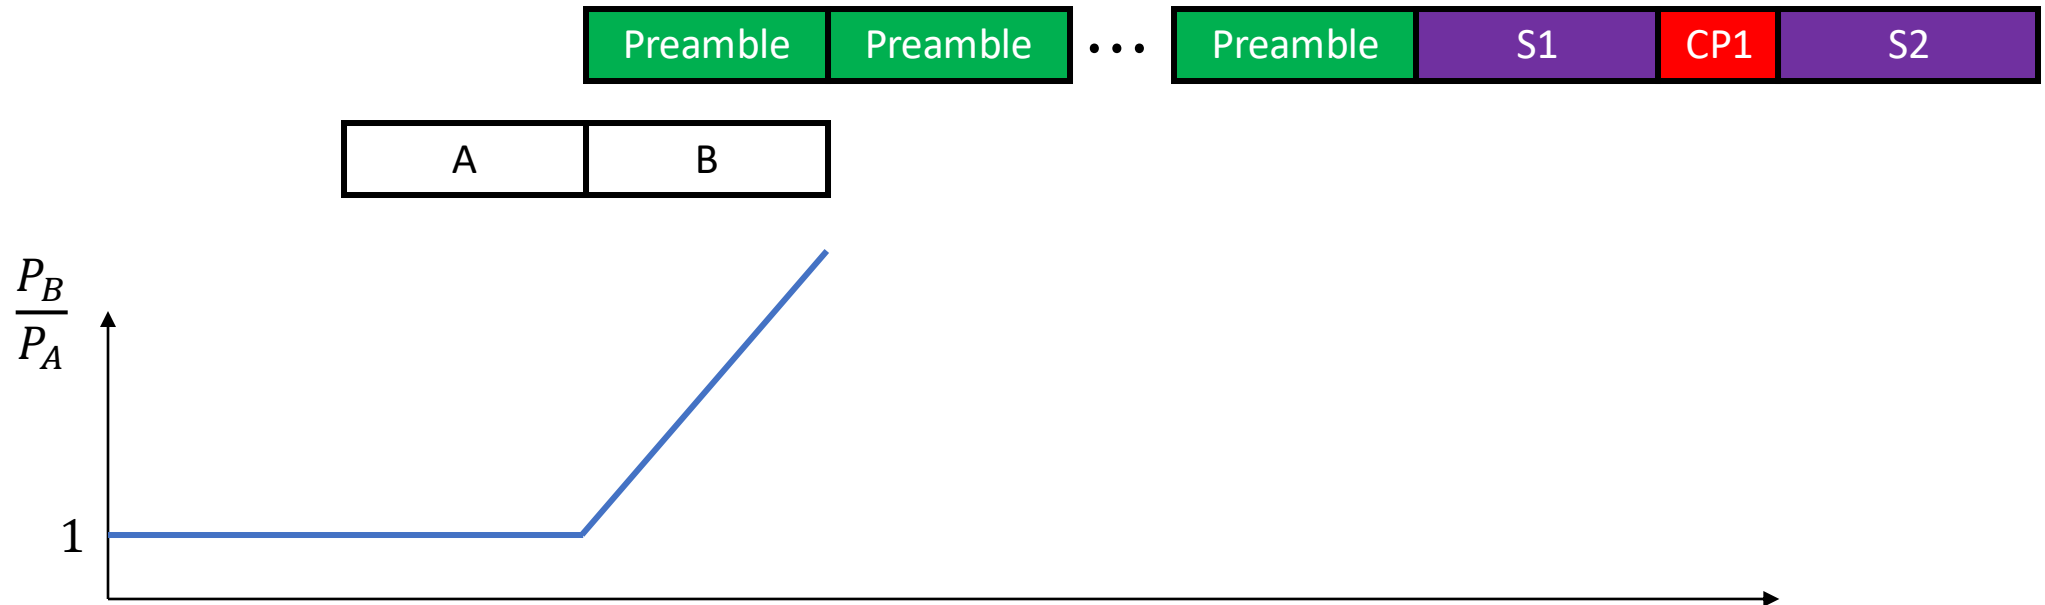 Preamble Preamble ... Preamble S1 CP1 S2
A B
P_B
P_A
1